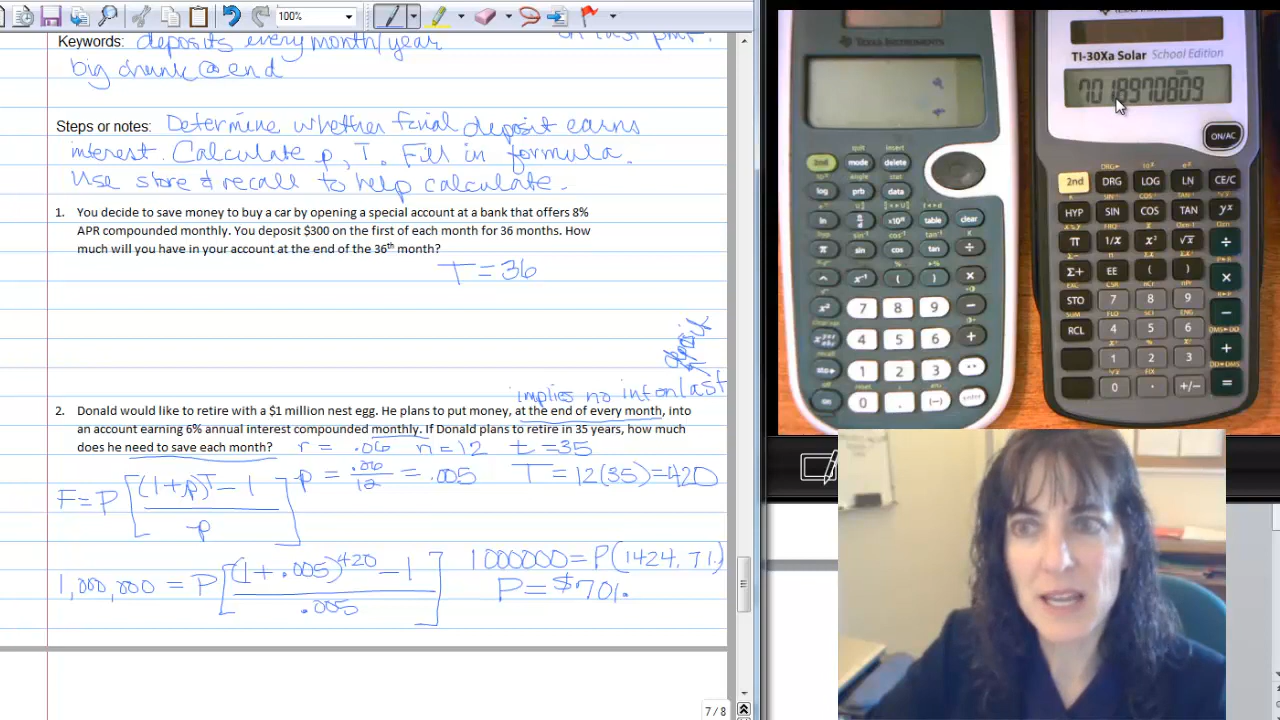 100%
Keywords: deposits every month/year
on last pmt.
big chunk @ end
Steps or notes: Determine whether final deposit earns
interest. Calculate p, T. Fill in formula.
Use store & recall to help calculate.
1. You decide to save money to buy a car by opening a special account at a bank that offers 8%
APR compounded monthly. You deposit $300 on the first of each month for 36 months. How
much will you have in your account at the end of the 36th month?
T = 36
deposit
implies no int on last
2. Donald would like to retire with a $1 million nest egg. He plans to put money, at the end of every month, into
an account earning 6% annual interest compounded monthly. If Donald plans to retire in 35 years, how much
does he need to save each month? r = .06 n = 12 t = 35
F = P[(1+p)^T - 1 / p] p = .06/12 = .005 T = 12(35) = 420
1,000,000 = P[(1 + .005)^420 - 1 / .005] 1000000 = P(1424.71)
P = $701.
7 / 8
TEXAS INSTRUMENTS
2nd mode delete
log prb data
ln table clear
π sin cos tan ÷
^ ( ) ×
7 8 9 −
4 5 6 +
sto 1 2 3
on 0 . (−) enter
TI-30Xa Solar School Edition
7018970809
ON/AC
2nd DRG LOG LN CE/C
HYP SIN COS TAN yx
π 1/x x² √x ÷
Σ+ EE ( ) ×
STO 7 8 9 −
RCL 4 5 6 +
1 2 3
0 . +/− =